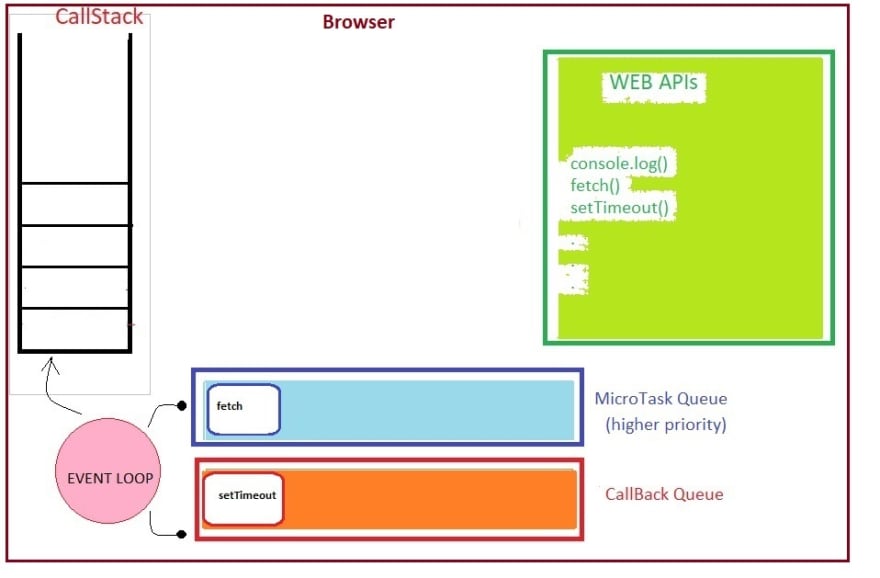 CallStack
Browser
WEB APIs
console.log()
fetch()
setTimeout()
fetch
MicroTask Queue
(higher priority)
EVENT LOOP
setTimeout
CallBack Queue